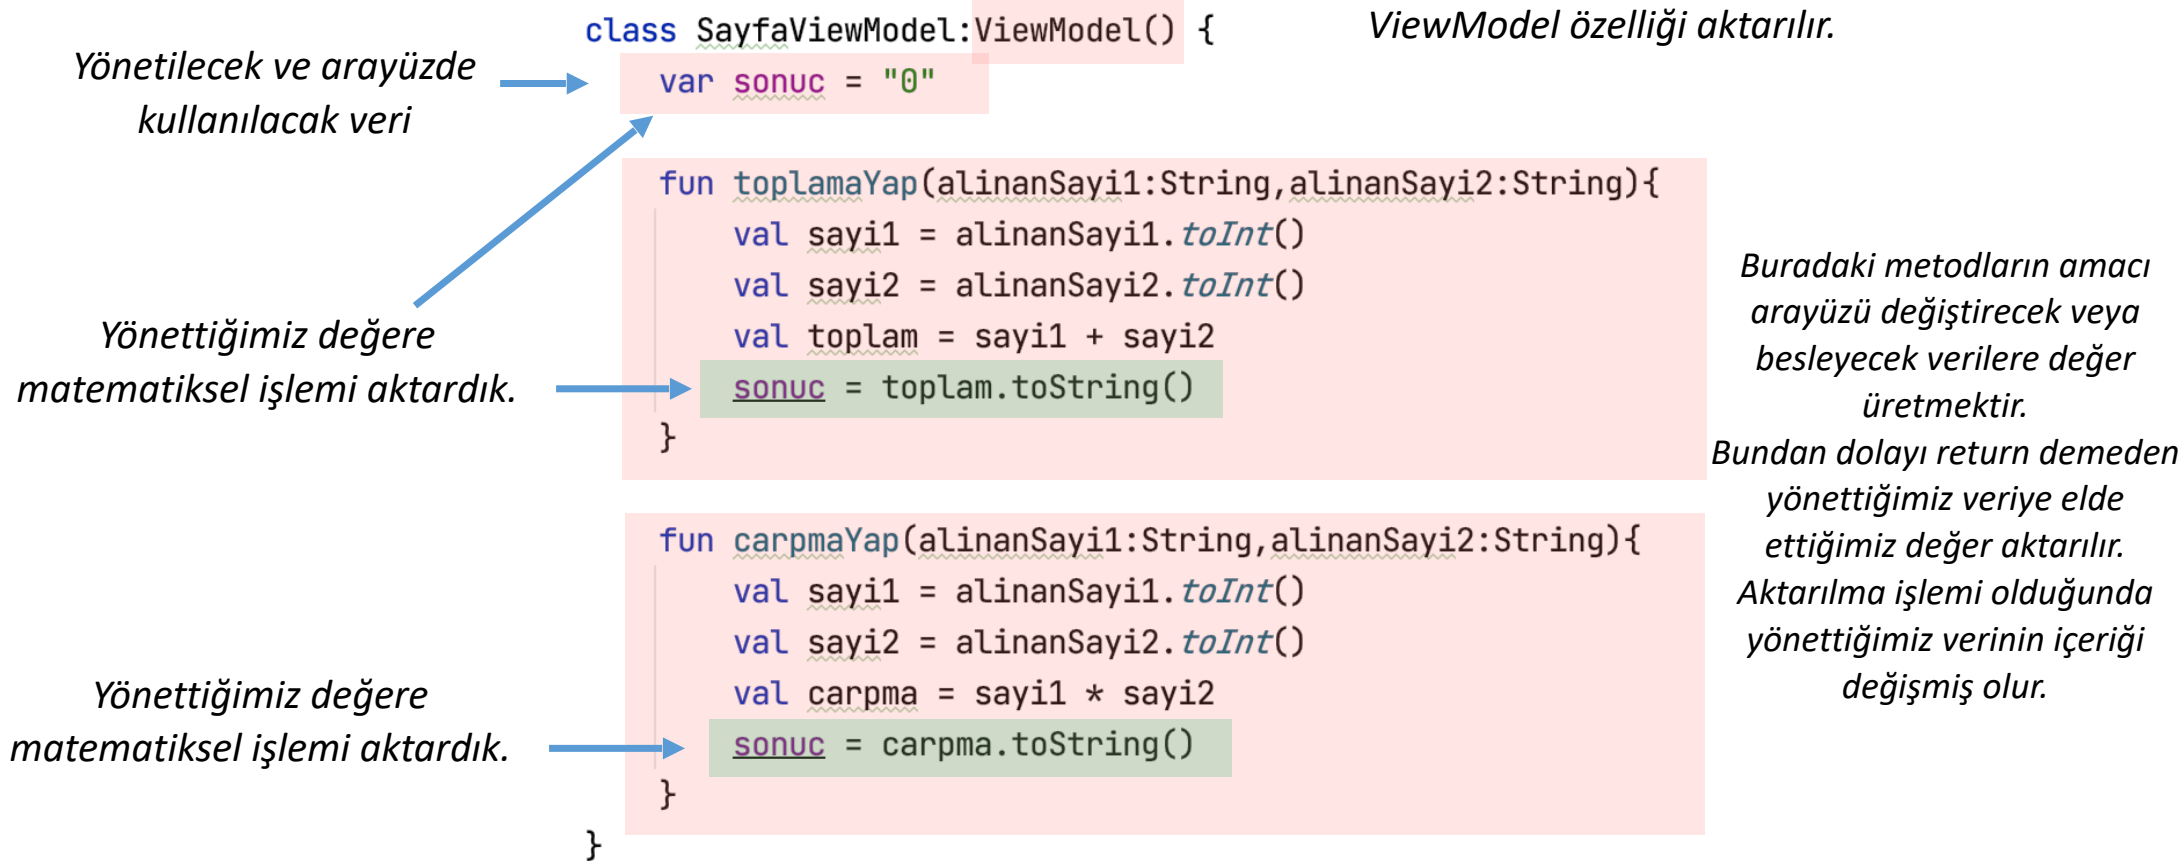 class SayfaViewModel:ViewModel() {
ViewModel özelliği aktarılır.
Yönetilecek ve arayüzde
kullanılacak veri
var sonuc = "0"
fun toplamaYap(alinanSayi1:String,alinanSayi2:String){
val sayi1 = alinanSayi1.toInt()
val sayi2 = alinanSayi2.toInt()
val toplam = sayi1 + sayi2
sonuc = toplam.toString()
}
Yönettiğimiz değere
matematiksel işlemi aktardık.
Buradaki metodların amacı
arayüzü değiştirecek veya
besleyecek verilere değer
üretmektir.
Bundan dolayı return demeden
yönettiğimiz veriye elde
ettiğimiz değer aktarılır.
Aktarılma işlemi olduğunda
yönettiğimiz verinin içeriği
değişmiş olur.
fun carpmaYap(alinanSayi1:String,alinanSayi2:String){
val sayi1 = alinanSayi1.toInt()
val sayi2 = alinanSayi2.toInt()
val carpma = sayi1 * sayi2
sonuc = carpma.toString()
}
Yönettiğimiz değere
matematiksel işlemi aktardık.
}